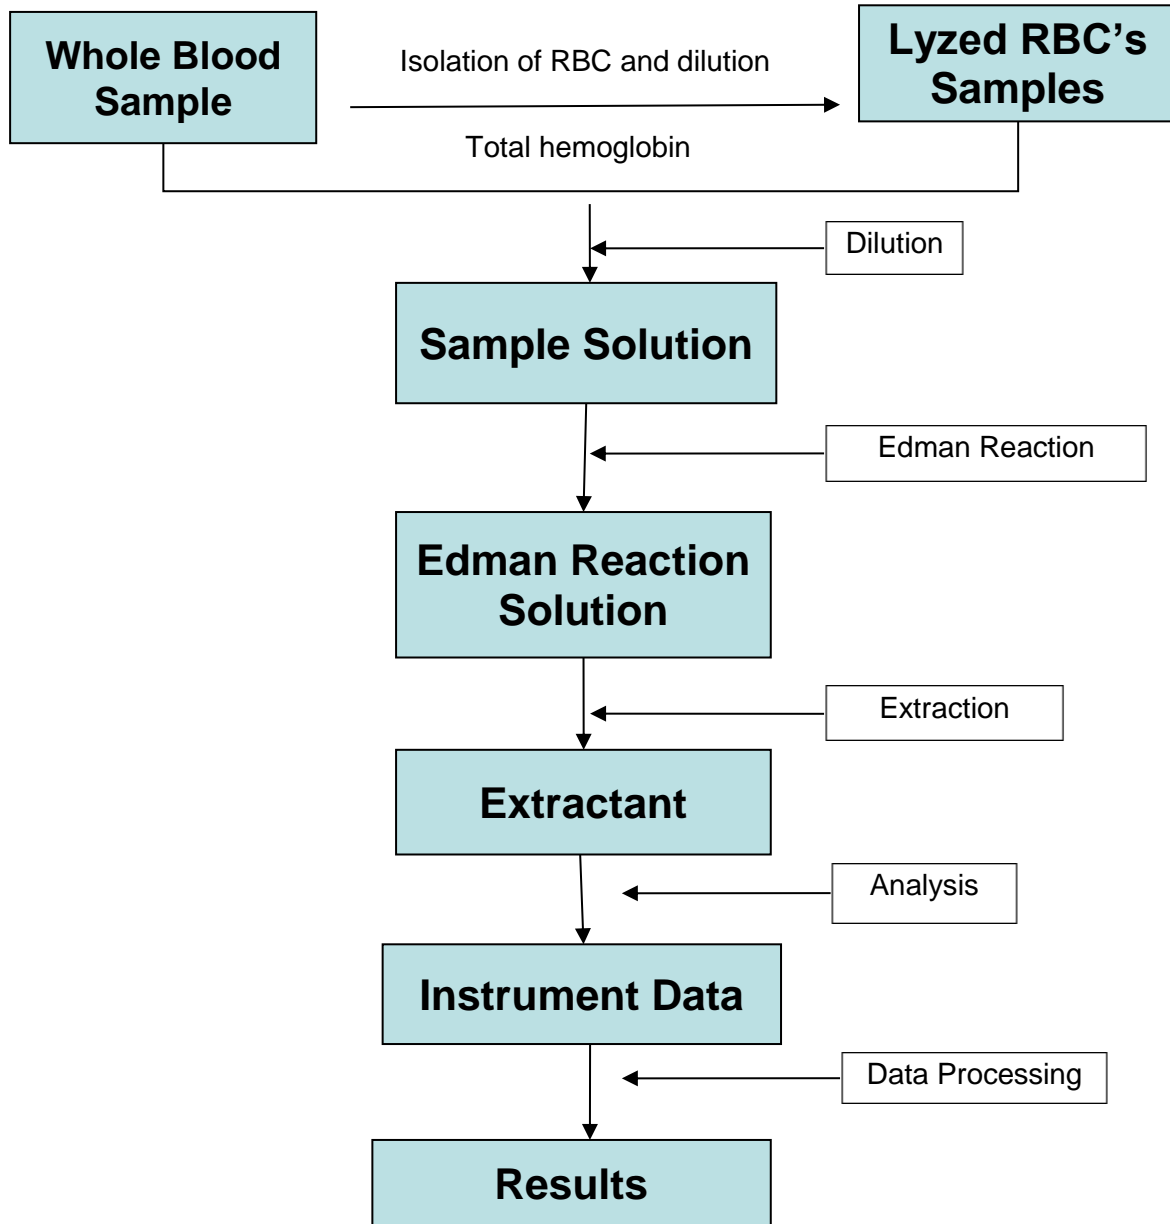 Whole Blood
Sample
Isolation of RBC and dilution
Total hemoglobin
Lyzed RBC’s
Samples
Dilution
Sample Solution
Edman Reaction
Edman Reaction
Solution
Extraction
Extractant
Analysis
Instrument Data
Data Processing
Results